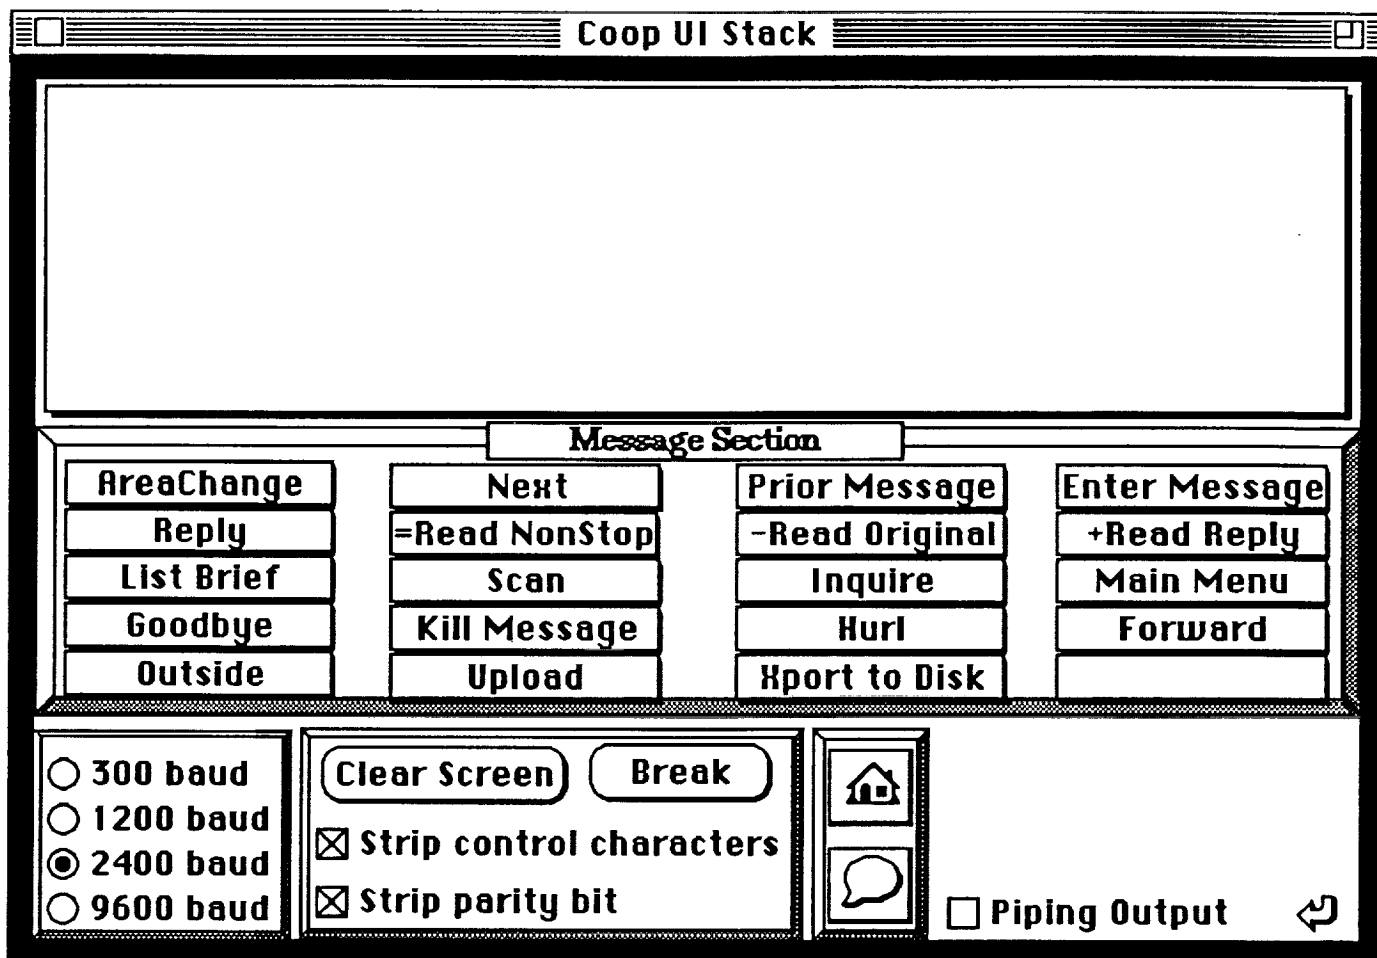 Coop UI Stack
Message Section
AreaChange Next Prior Message Enter Message
Reply =Read NonStop -Read Original +Read Reply
List Brief Scan Inquire Main Menu
Goodbye Kill Message Hurl Forward
Outside Upload Xport to Disk
300 baud
1200 baud
2400 baud
9600 baud
Clear Screen Break
Strip control characters
Strip parity bit
Piping Output